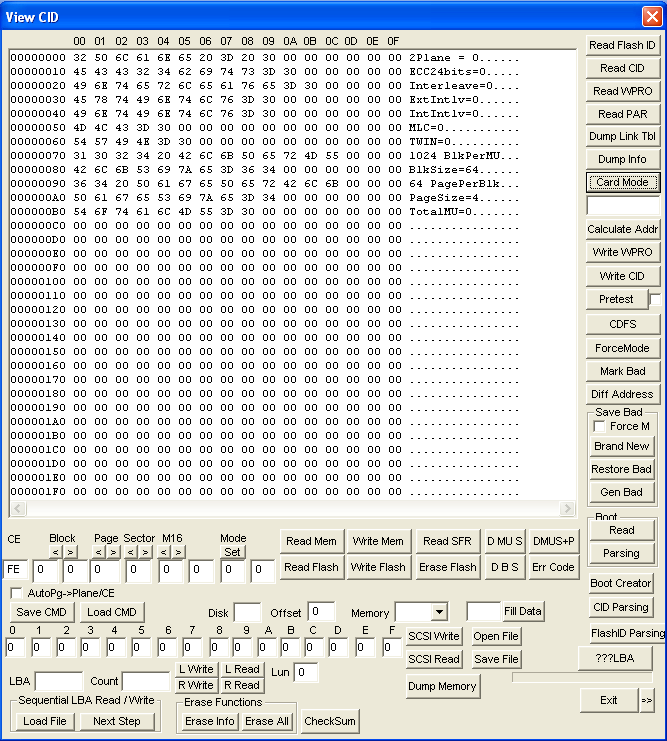 View CID
00 01 02 03 04 05 06 07 08 09 0A 0B 0C 0D 0E 0F
00000000 32 50 6C 61 6E 65 20 3D 20 30 00 00 00 00 00 00 2Plane = 0......
00000010 45 43 43 32 34 62 69 74 73 3D 30 00 00 00 00 00 ECC24bits=0.....
00000020 49 6E 74 65 72 6C 65 61 76 65 3D 30 00 00 00 00 Interleave=0....
00000030 45 78 74 49 6E 74 6C 76 3D 30 00 00 00 00 00 00 ExtIntlv=0......
00000040 49 6E 74 49 6E 74 6C 76 3D 30 00 00 00 00 00 00 IntIntlv=0......
00000050 4D 4C 43 3D 30 00 00 00 00 00 00 00 00 00 00 00 MLC=0...........
00000060 54 57 49 4E 3D 30 00 00 00 00 00 00 00 00 00 00 TWIN=0..........
00000070 31 30 32 34 20 42 6C 6B 50 65 72 4D 55 00 00 00 1024 BlkPerMU...
00000080 42 6C 6B 53 69 7A 65 3D 36 34 00 00 00 00 00 00 BlkSize=64......
00000090 36 34 20 50 61 67 65 50 65 72 42 6C 6B 00 00 00 64 PagePerBlk...
000000A0 50 61 67 65 53 69 7A 65 3D 34 00 00 00 00 00 00 PageSize=4......
000000B0 54 6F 74 61 6C 4D 55 3D 30 00 00 00 00 00 00 00 TotalMU=0.......
000000C0 00 00 00 00 00 00 00 00 00 00 00 00 00 00 00 00 ................
000000D0 00 00 00 00 00 00 00 00 00 00 00 00 00 00 00 00 ................
000000E0 00 00 00 00 00 00 00 00 00 00 00 00 00 00 00 00 ................
000000F0 00 00 00 00 00 00 00 00 00 00 00 00 00 00 00 00 ................
00000100 00 00 00 00 00 00 00 00 00 00 00 00 00 00 00 00 ................
00000110 00 00 00 00 00 00 00 00 00 00 00 00 00 00 00 00 ................
00000120 00 00 00 00 00 00 00 00 00 00 00 00 00 00 00 00 ................
00000130 00 00 00 00 00 00 00 00 00 00 00 00 00 00 00 00 ................
00000140 00 00 00 00 00 00 00 00 00 00 00 00 00 00 00 00 ................
00000150 00 00 00 00 00 00 00 00 00 00 00 00 00 00 00 00 ................
00000160 00 00 00 00 00 00 00 00 00 00 00 00 00 00 00 00 ................
00000170 00 00 00 00 00 00 00 00 00 00 00 00 00 00 00 00 ................
00000180 00 00 00 00 00 00 00 00 00 00 00 00 00 00 00 00 ................
00000190 00 00 00 00 00 00 00 00 00 00 00 00 00 00 00 00 ................
000001A0 00 00 00 00 00 00 00 00 00 00 00 00 00 00 00 00 ................
000001B0 00 00 00 00 00 00 00 00 00 00 00 00 00 00 00 00 ................
000001C0 00 00 00 00 00 00 00 00 00 00 00 00 00 00 00 00 ................
000001D0 00 00 00 00 00 00 00 00 00 00 00 00 00 00 00 00 ................
000001E0 00 00 00 00 00 00 00 00 00 00 00 00 00 00 00 00 ................
000001F0 00 00 00 00 00 00 00 00 00 00 00 00 00 00 00 00 ................
Read Flash ID
Read CID
Read WPRO
Read PAR
Dump Link Tbl
Dump Info
Card Mode
Calculate Addr
Write WPRO
Write CID
Pretest
CDFS
ForceMode
Mark Bad
Diff Address
Save Bad
Force M
Brand New
Restore Bad
Gen Bad
Boot
Read
Parsing
Boot Creator
CID Parsing
FlashID Parsing
???LBA
Exit >>
CE Block Page Sector M16 Mode
< > < > < > < > Set
FE 0 0 0 0 0 0 0 0 0
Read Mem Write Mem Read SFR D MU S DMUS+P
Read Flash Write Flash Erase Flash D B S Err Code
AutoPg->Plane/CE
Save CMD Load CMD Disk Offset 0 Memory Fill Data
0 1 2 3 4 5 6 7 8 9 A B C D E F
0 0 0 0 0 0 0 0 0 0 0 0 0 0 0 0
SCSI Write Open File
SCSI Read Save File
Dump Memory
LBA Count L Write L Read Lun 0
R Write R Read
Sequential LBA Read / Write
Load File Next Step
Erase Functions
Erase Info Erase All CheckSum